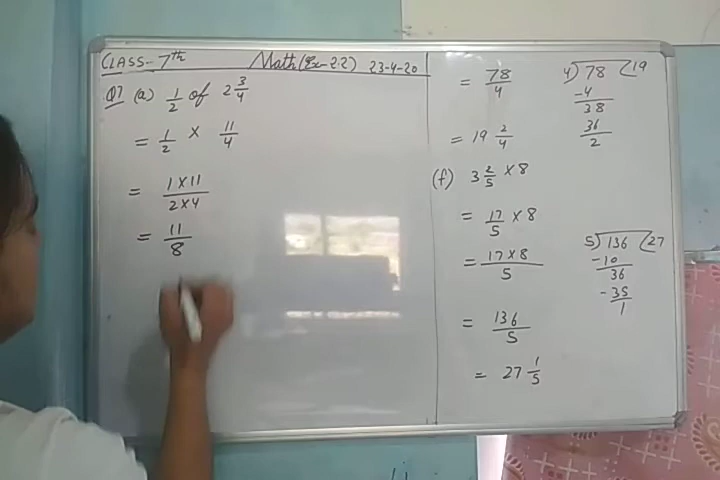 CLASS-7th Math (Ex-2.2) 23-4-20
Q7 (a) 1/2 of 2 3/4
= 1/2 × 11/4
= 1×11/2×4
= 11/8
= 78/4
= 19 2/4
(f) 3 2/5 × 8
= 17/5 × 8
= 17×8/5
= 136/5
= 27 1/5
4) 78 (19
-4
38
36
2
5) 136 (27
-10
36
-35
1